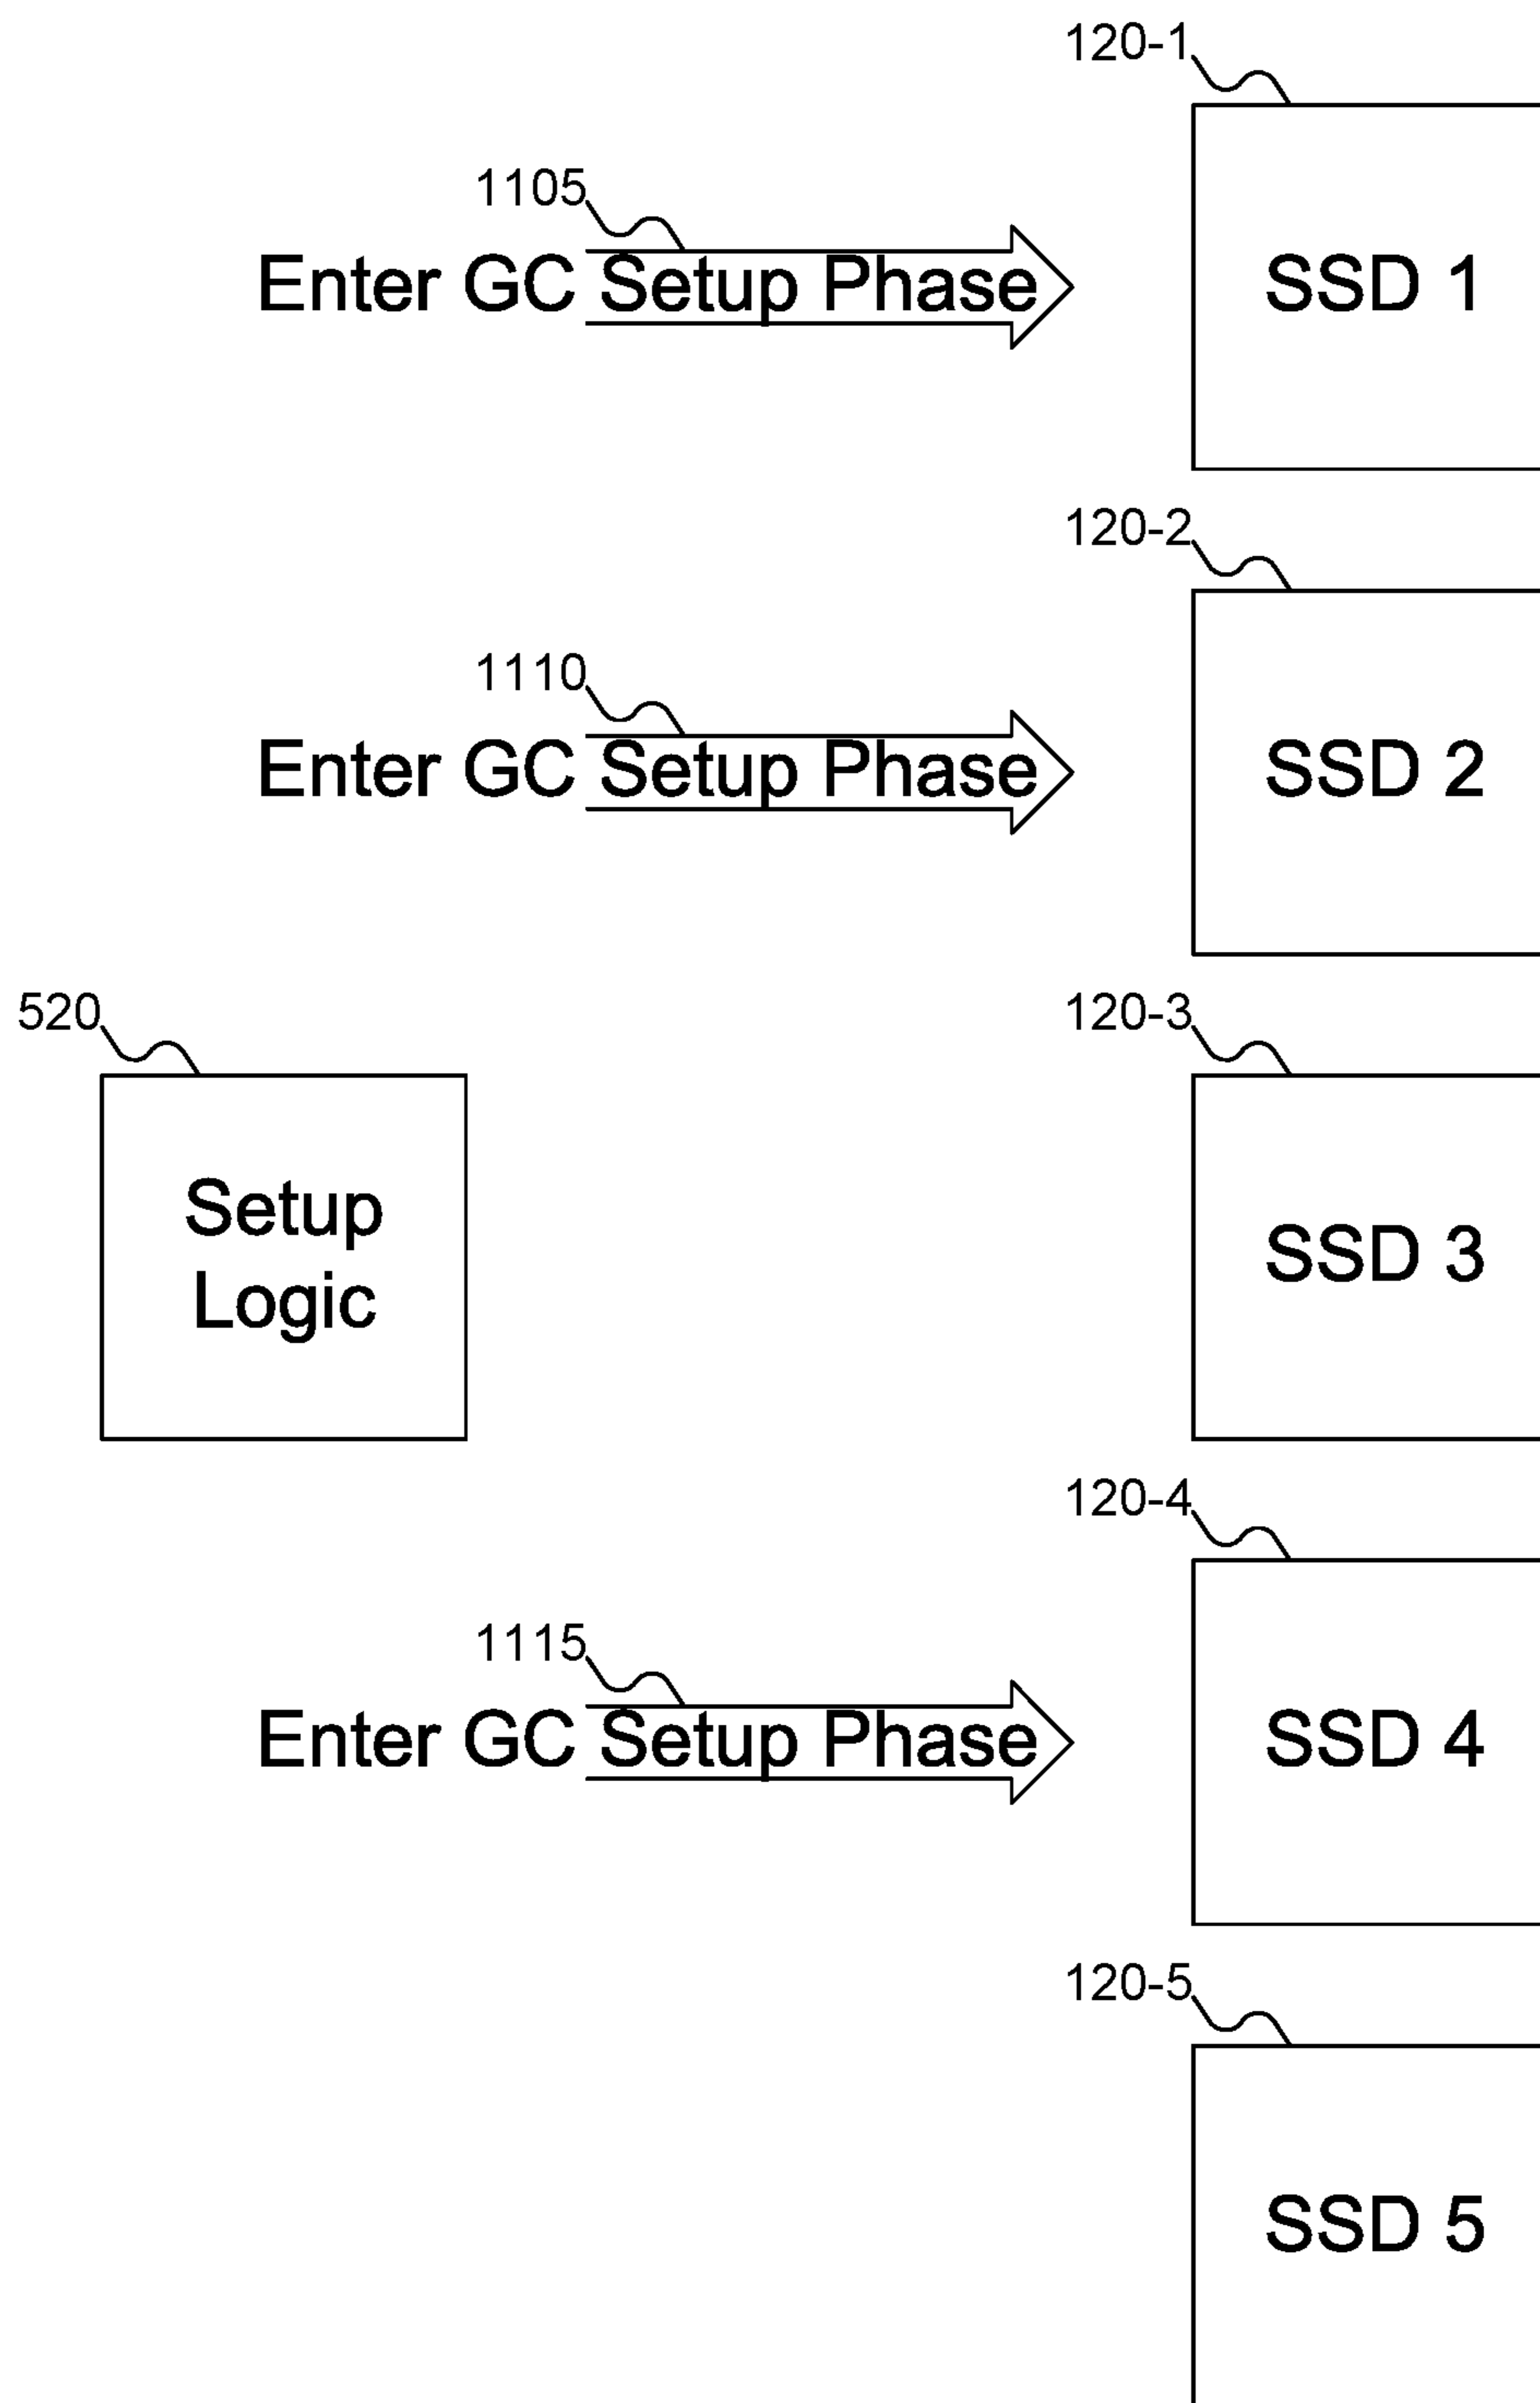 120-1
1105
Enter GC Setup Phase
SSD 1
120-2
1110
Enter GC Setup Phase
SSD 2
520
120-3
Setup
Logic
SSD 3
120-4
1115
Enter GC Setup Phase
SSD 4
120-5
SSD 5